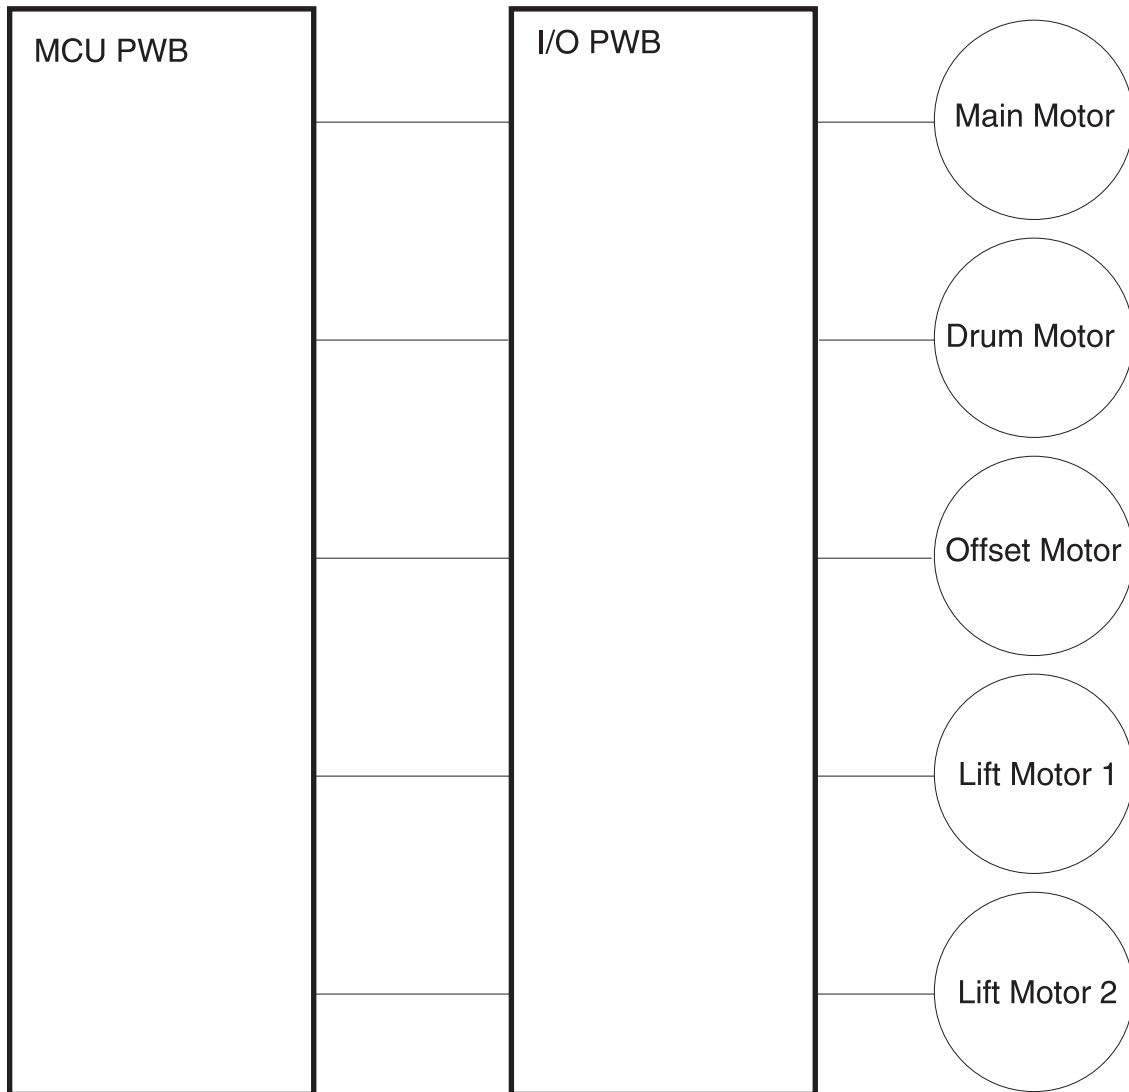 MCU PWB
I/O PWB
Main Motor
Drum Motor
Offset Motor
Lift Motor 1
Lift Motor 2